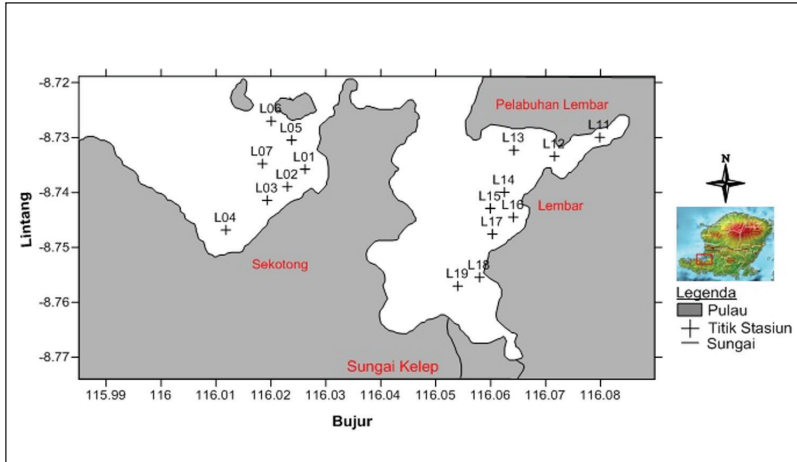 -8.72
-8.73
-8.74
-8.75
-8.76
-8.77
Lintang
L06
L05
L07
L01
L02
L03
L04
Sekotong
Pelabuhan Lembar
L11
L13
L12
L14
L15
L16
L17
Lembar
L18
L19
Sungai Kelep
115.99
116
116.01
116.02
116.03
116.04
116.05
116.06
116.07
116.08
Bujur
N
Legenda
Pulau
Titik Stasiun
Sungai